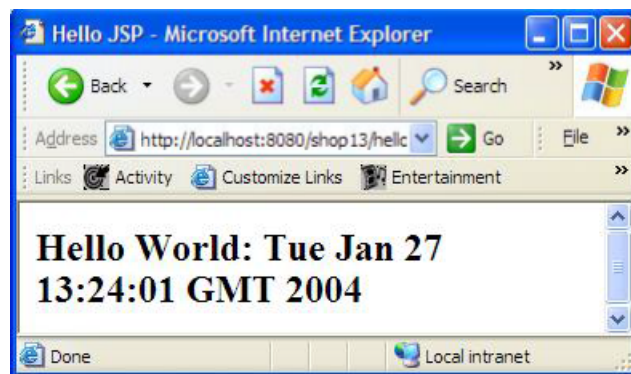 Hello JSP - Microsoft Internet Explorer
Back Search »
Address http://localhost:8080/shop13/hellc Go File »
Links Activity Customize Links Entertainment »
Hello World: Tue Jan 27
13:24:01 GMT 2004
Done Local intranet